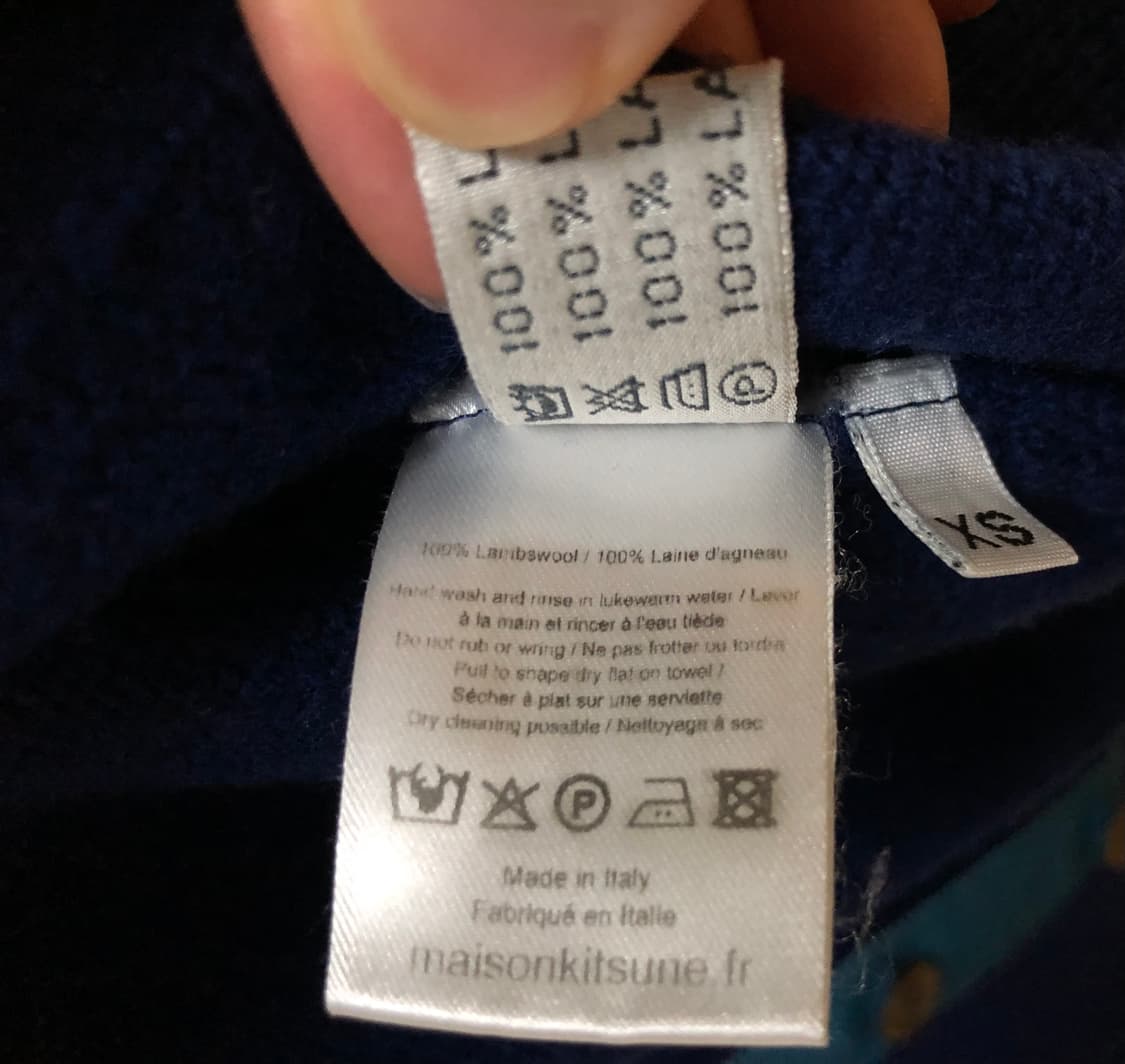 100% L
100% L
100% LA
100% LA
P
XS
100% Lambswool / 100% Laine d'agneau
Hand wash and rinse in lukewarm water / Laver
à la main et rincer à l'eau tiède
Do not rub or wring / Ne pas frotter ou tordre
Pull to shape dry flat on towel /
Sécher à plat sur une serviette
Dry cleaning possible / Nettoyage à sec
P
Made in Italy
Fabriqué en Italie
maisonkitsune.fr